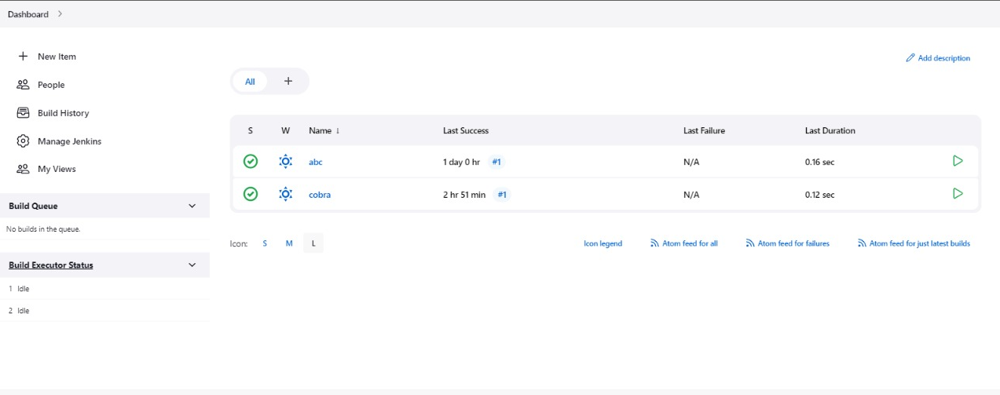 Dashboard
New Item
People
Build History
Manage Jenkins
My Views
Build Queue
No builds in the queue.
Build Executor Status
1 Idle
2 Idle
Add description
All +
S W Name ↓ Last Success Last Failure Last Duration
abc 1 day 0 hr #1 N/A 0.16 sec
cobra 2 hr 51 min #1 N/A 0.12 sec
Icon: S M L
Icon legend Atom feed for all Atom feed for failures Atom feed for just latest builds